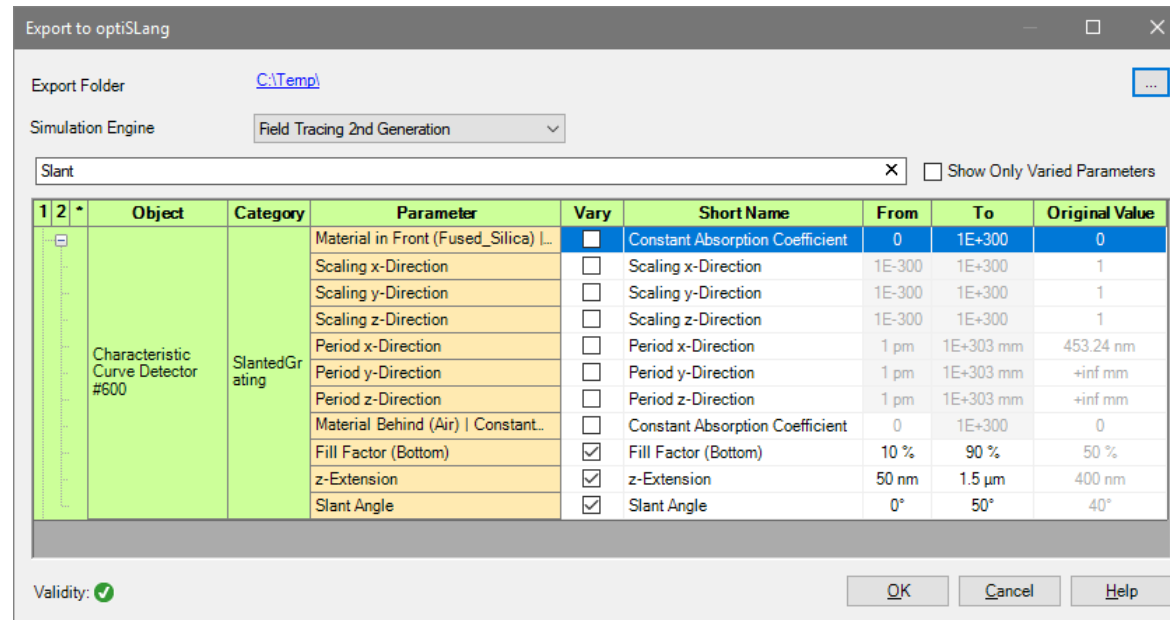 Export to optiSLang
Export Folder C:\Temp\ ...
Simulation Engine Field Tracing 2nd Generation
Slant Show Only Varied Parameters
1 2 Object Category Parameter Vary Short Name From To Original Value
Material in Front (Fused_Silica) |... Constant Absorption Coefficient 0 1E+300 0
Scaling x-Direction Scaling x-Direction 1E-300 1E+300 1
Scaling y-Direction Scaling y-Direction 1E-300 1E+300 1
Scaling z-Direction Scaling z-Direction 1E-300 1E+300 1
Characteristic Curve Detector #600 SlantedGrating Period x-Direction Period x-Direction 1 pm 1E+303 mm 453.24 nm
Period y-Direction Period y-Direction 1 pm 1E+303 mm +inf mm
Period z-Direction Period z-Direction 1 pm 1E+303 mm +inf mm
Material Behind (Air) | Constant... Constant Absorption Coefficient 0 1E+300 0
Fill Factor (Bottom) Fill Factor (Bottom) 10 % 90 % 50 %
z-Extension z-Extension 50 nm 1.5 µm 400 nm
Slant Angle Slant Angle 0° 50° 40°
Validity: OK Cancel Help